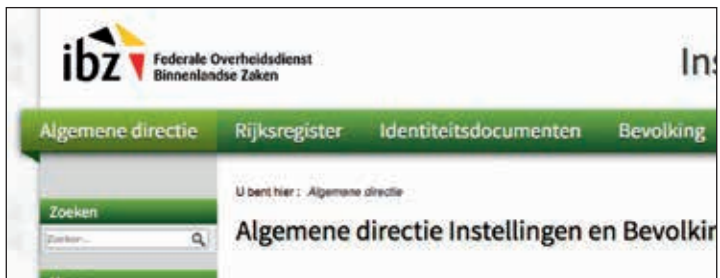 ibz Federale Overheidsdienst
Binnenlandse Zaken
Ins
Algemene directie Rijksregister Identiteitsdocumenten Bevolking
U bent hier : Algemene directie
Zoeken
Zoeken...
Algemene directie Instellingen en Bevolkin